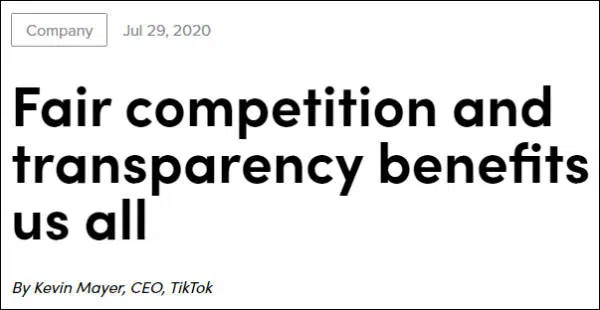 Company Jul 29, 2020
Fair competition and
transparency benefits
us all
By Kevin Mayer, CEO, TikTok